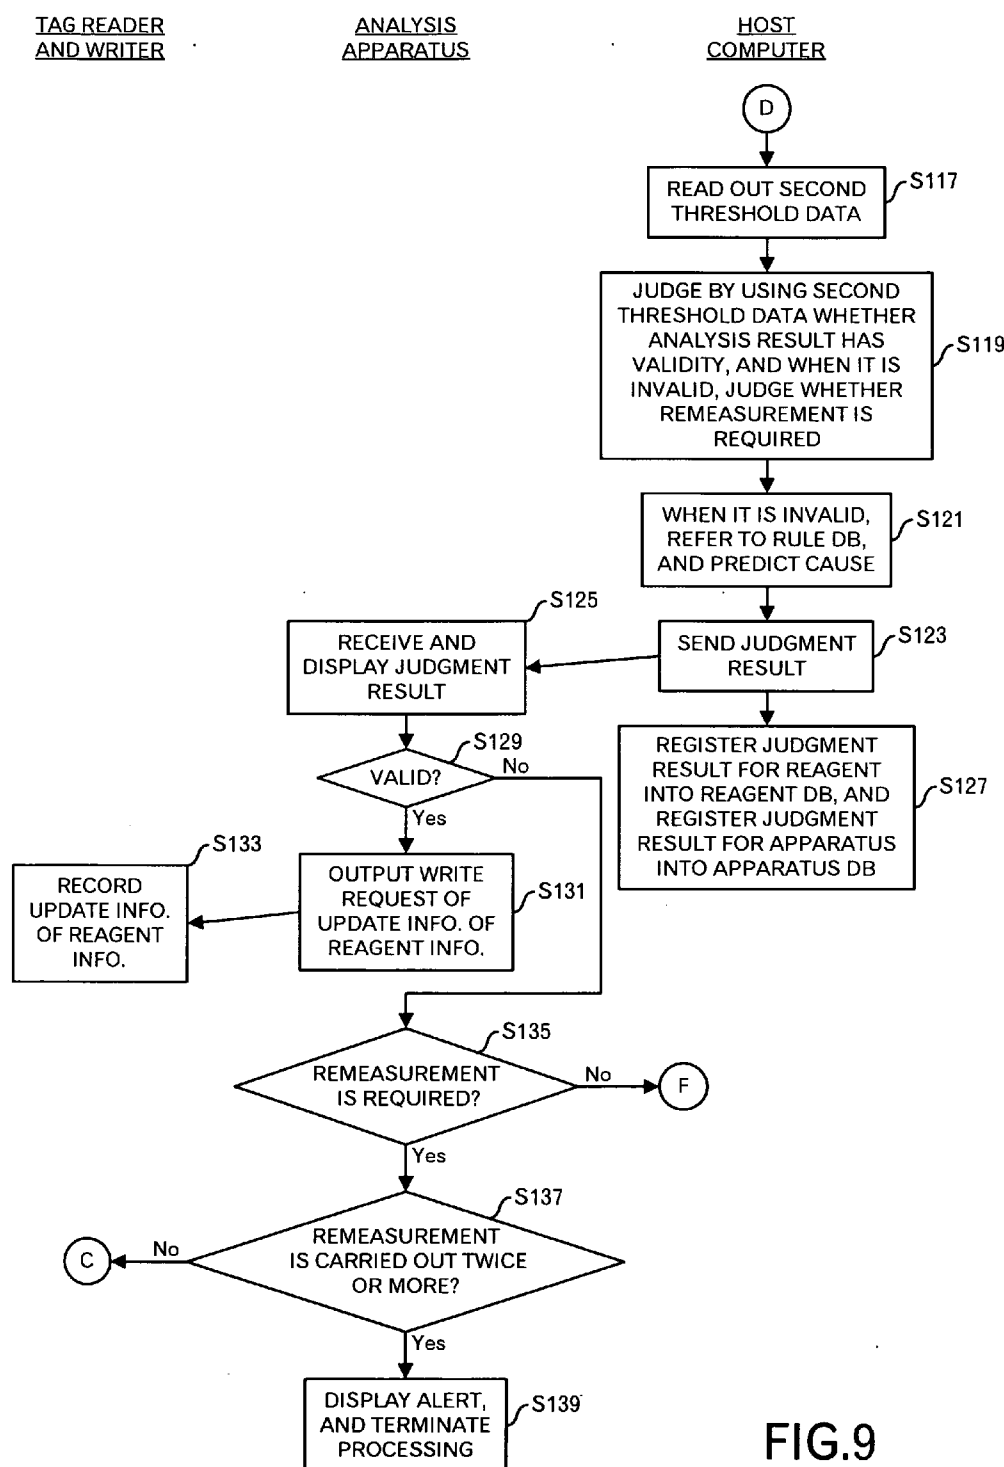 TAG READER
AND WRITER
ANALYSIS
APPARATUS
HOST
COMPUTER
D
S117
READ OUT SECOND
THRESHOLD DATA
JUDGE BY USING SECOND
THRESHOLD DATA WHETHER
ANALYSIS RESULT HAS
VALIDITY, AND WHEN IT IS
INVALID, JUDGE WHETHER
REMEASUREMENT IS
REQUIRED
S119
WHEN IT IS INVALID,
REFER TO RULE DB,
AND PREDICT CAUSE
S121
S125
RECEIVE AND
DISPLAY JUDGMENT
RESULT
SEND JUDGMENT
RESULT
S123
S129
VALID?
No
Yes
REGISTER JUDGMENT
RESULT FOR REAGENT
INTO REAGENT DB, AND
REGISTER JUDGMENT
RESULT FOR APPARATUS
INTO APPARATUS DB
S127
S133
RECORD
UPDATE INFO.
OF REAGENT
INFO.
OUTPUT WRITE
REQUEST OF
UPDATE INFO. OF
REAGENT INFO.
S131
S135
REMEASUREMENT
IS REQUIRED?
No
F
Yes
S137
REMEASUREMENT
IS CARRIED OUT TWICE
OR MORE?
No
C
Yes
DISPLAY ALERT,
AND TERMINATE
PROCESSING
S139
FIG.9